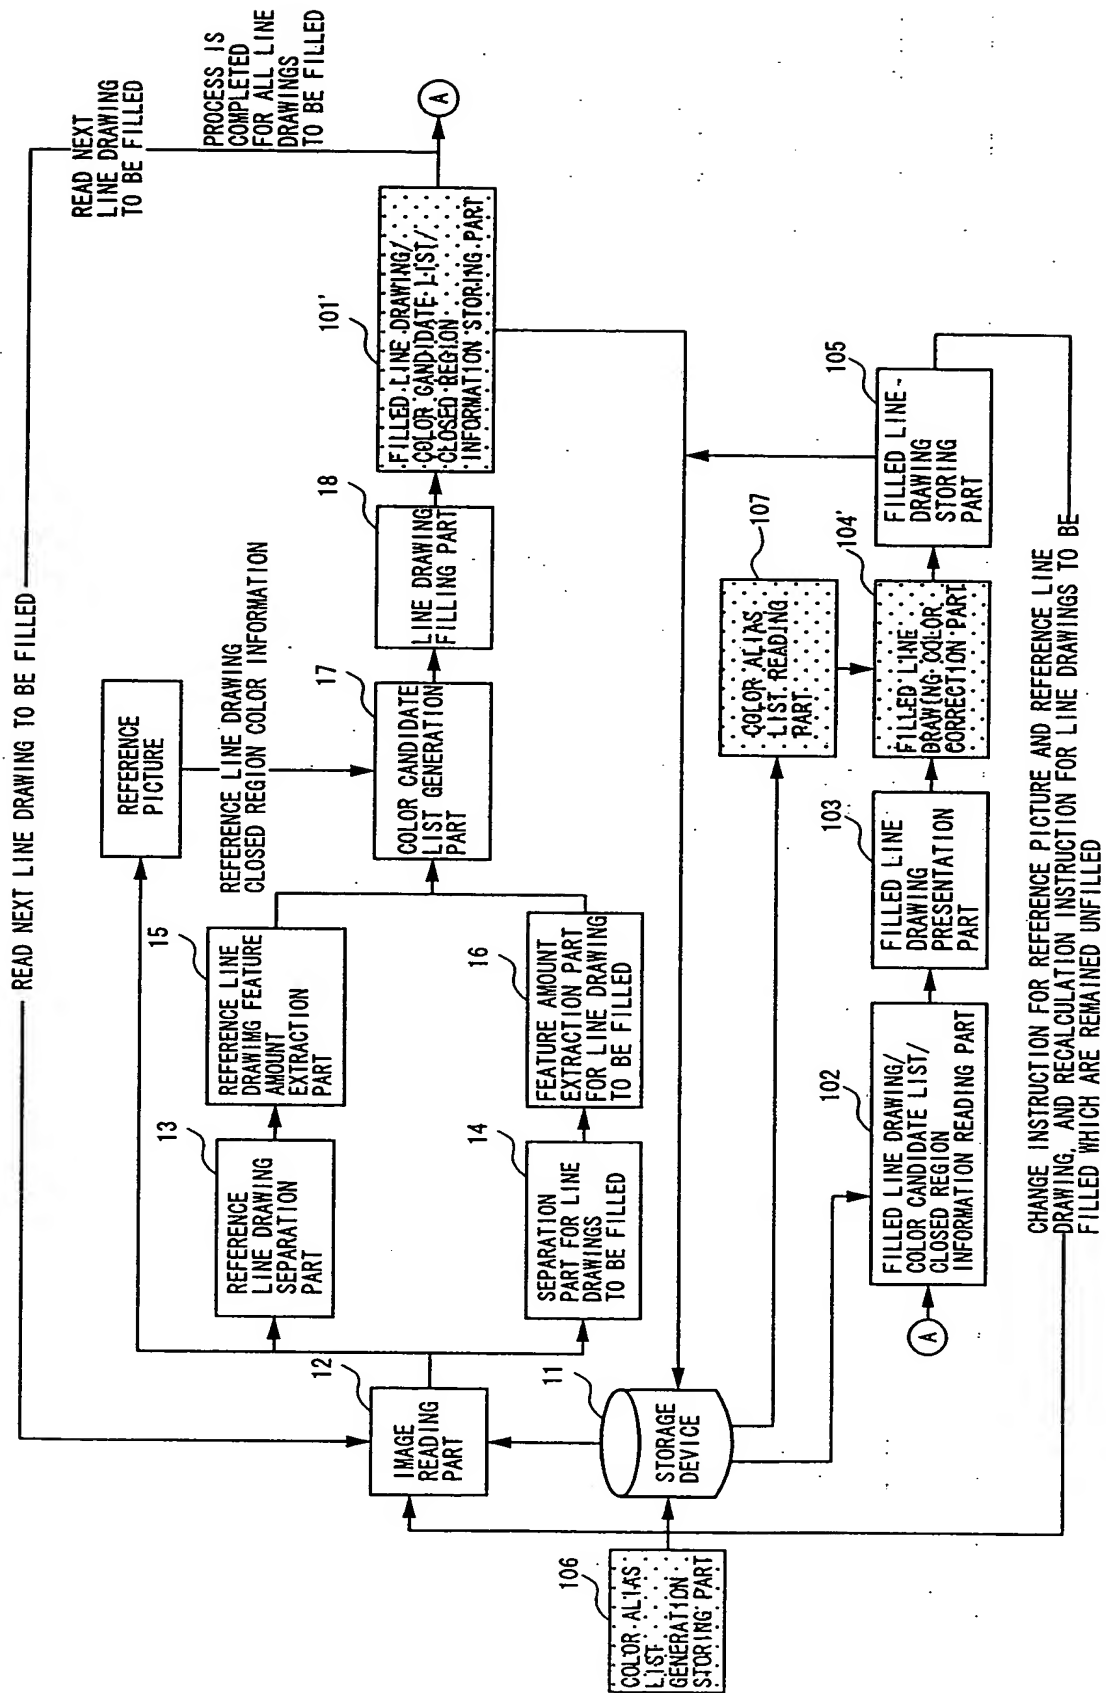 READ NEXT LINE DRAWING TO BE FILLED
READ NEXT
LINE DRAWING
TO BE FILLED
PROCESS IS
COMPLETED
FOR ALL LINE
DRAWINGS
TO BE FILLED
A
REFERENCE
PICTURE
REFERENCE LINE DRAWING
CLOSED REGION COLOR INFORMATION
12
IMAGE
READING
PART
13
REFERENCE
LINE DRAWING
SEPARATION
PART
15
REFERENCE LINE
DRAWIMG FEATURE
AMOUNT
EXTRACTION
PART
14
SEPARATION
PART FOR LINE
DRAWINGS
TO BE FILLED
16
FEATURE AMOUNT
EXTRACTION PART
FOR LINE DRAWING
TO BE FILLED
17
COLOR CANDIDATE
LIST GENERATION
PART
18
LINE DRAWING
FILLING PART
101'
FILLED LINE DRAWING/
COLOR CANDIDATE LIST/
CLOSED REGION
INFORMATION STORING PART
106
COLOR ALIAS
LIST
GENERATION
STORING PART
11
STORAGE
DEVICE
107
COLOR ALIAS
LIST READING
PART
A
102
FILLED LINE DRAWING/
COLOR CANDIDATE LIST/
CLOSED REGION
INFORMATION READING PART
103
FILLED LINE
DRAWING
PRESENTATION
PART
104'
FILLED LINE
DRAWING COLOR
CORRECTION PART
105
FILLED LINE-
DRAWING
STORING
PART
CHANGE INSTRUCTION FOR REFERENCE PICTURE AND REFERENCE LINE
DRAWING, AND RECALCULATION INSTRUCTION FOR LINE DRAWINGS TO BE
FILLED WHICH ARE REMAINED UNFILLED